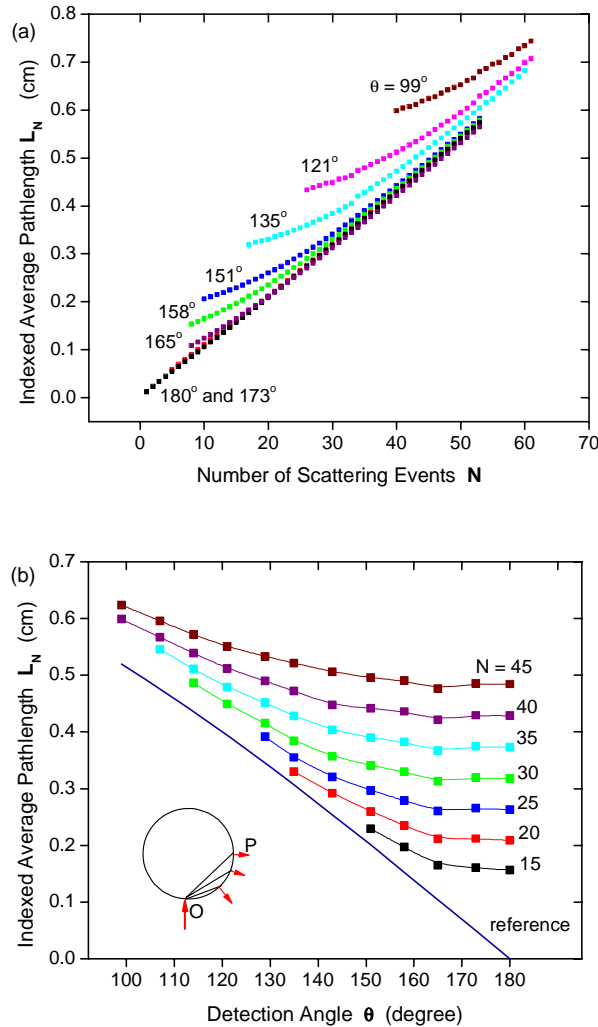 (a)
0.8
0.7
0.6
0.5
0.4
0.3
0.2
0.1
0.0
Indexed Average Pathlength L_N (cm)
θ = 99°
121°
135°
151°
158°
165°
180° and 173°
0 10 20 30 40 50 60 70
Number of Scattering Events N
(b)
0.7
0.6
0.5
0.4
0.3
0.2
0.1
0.0
Indexed Average Pathlength L_N (cm)
N = 45
40
35
30
25
20
15
P
O
reference
100 110 120 130 140 150 160 170 180
Detection Angle θ (degree)